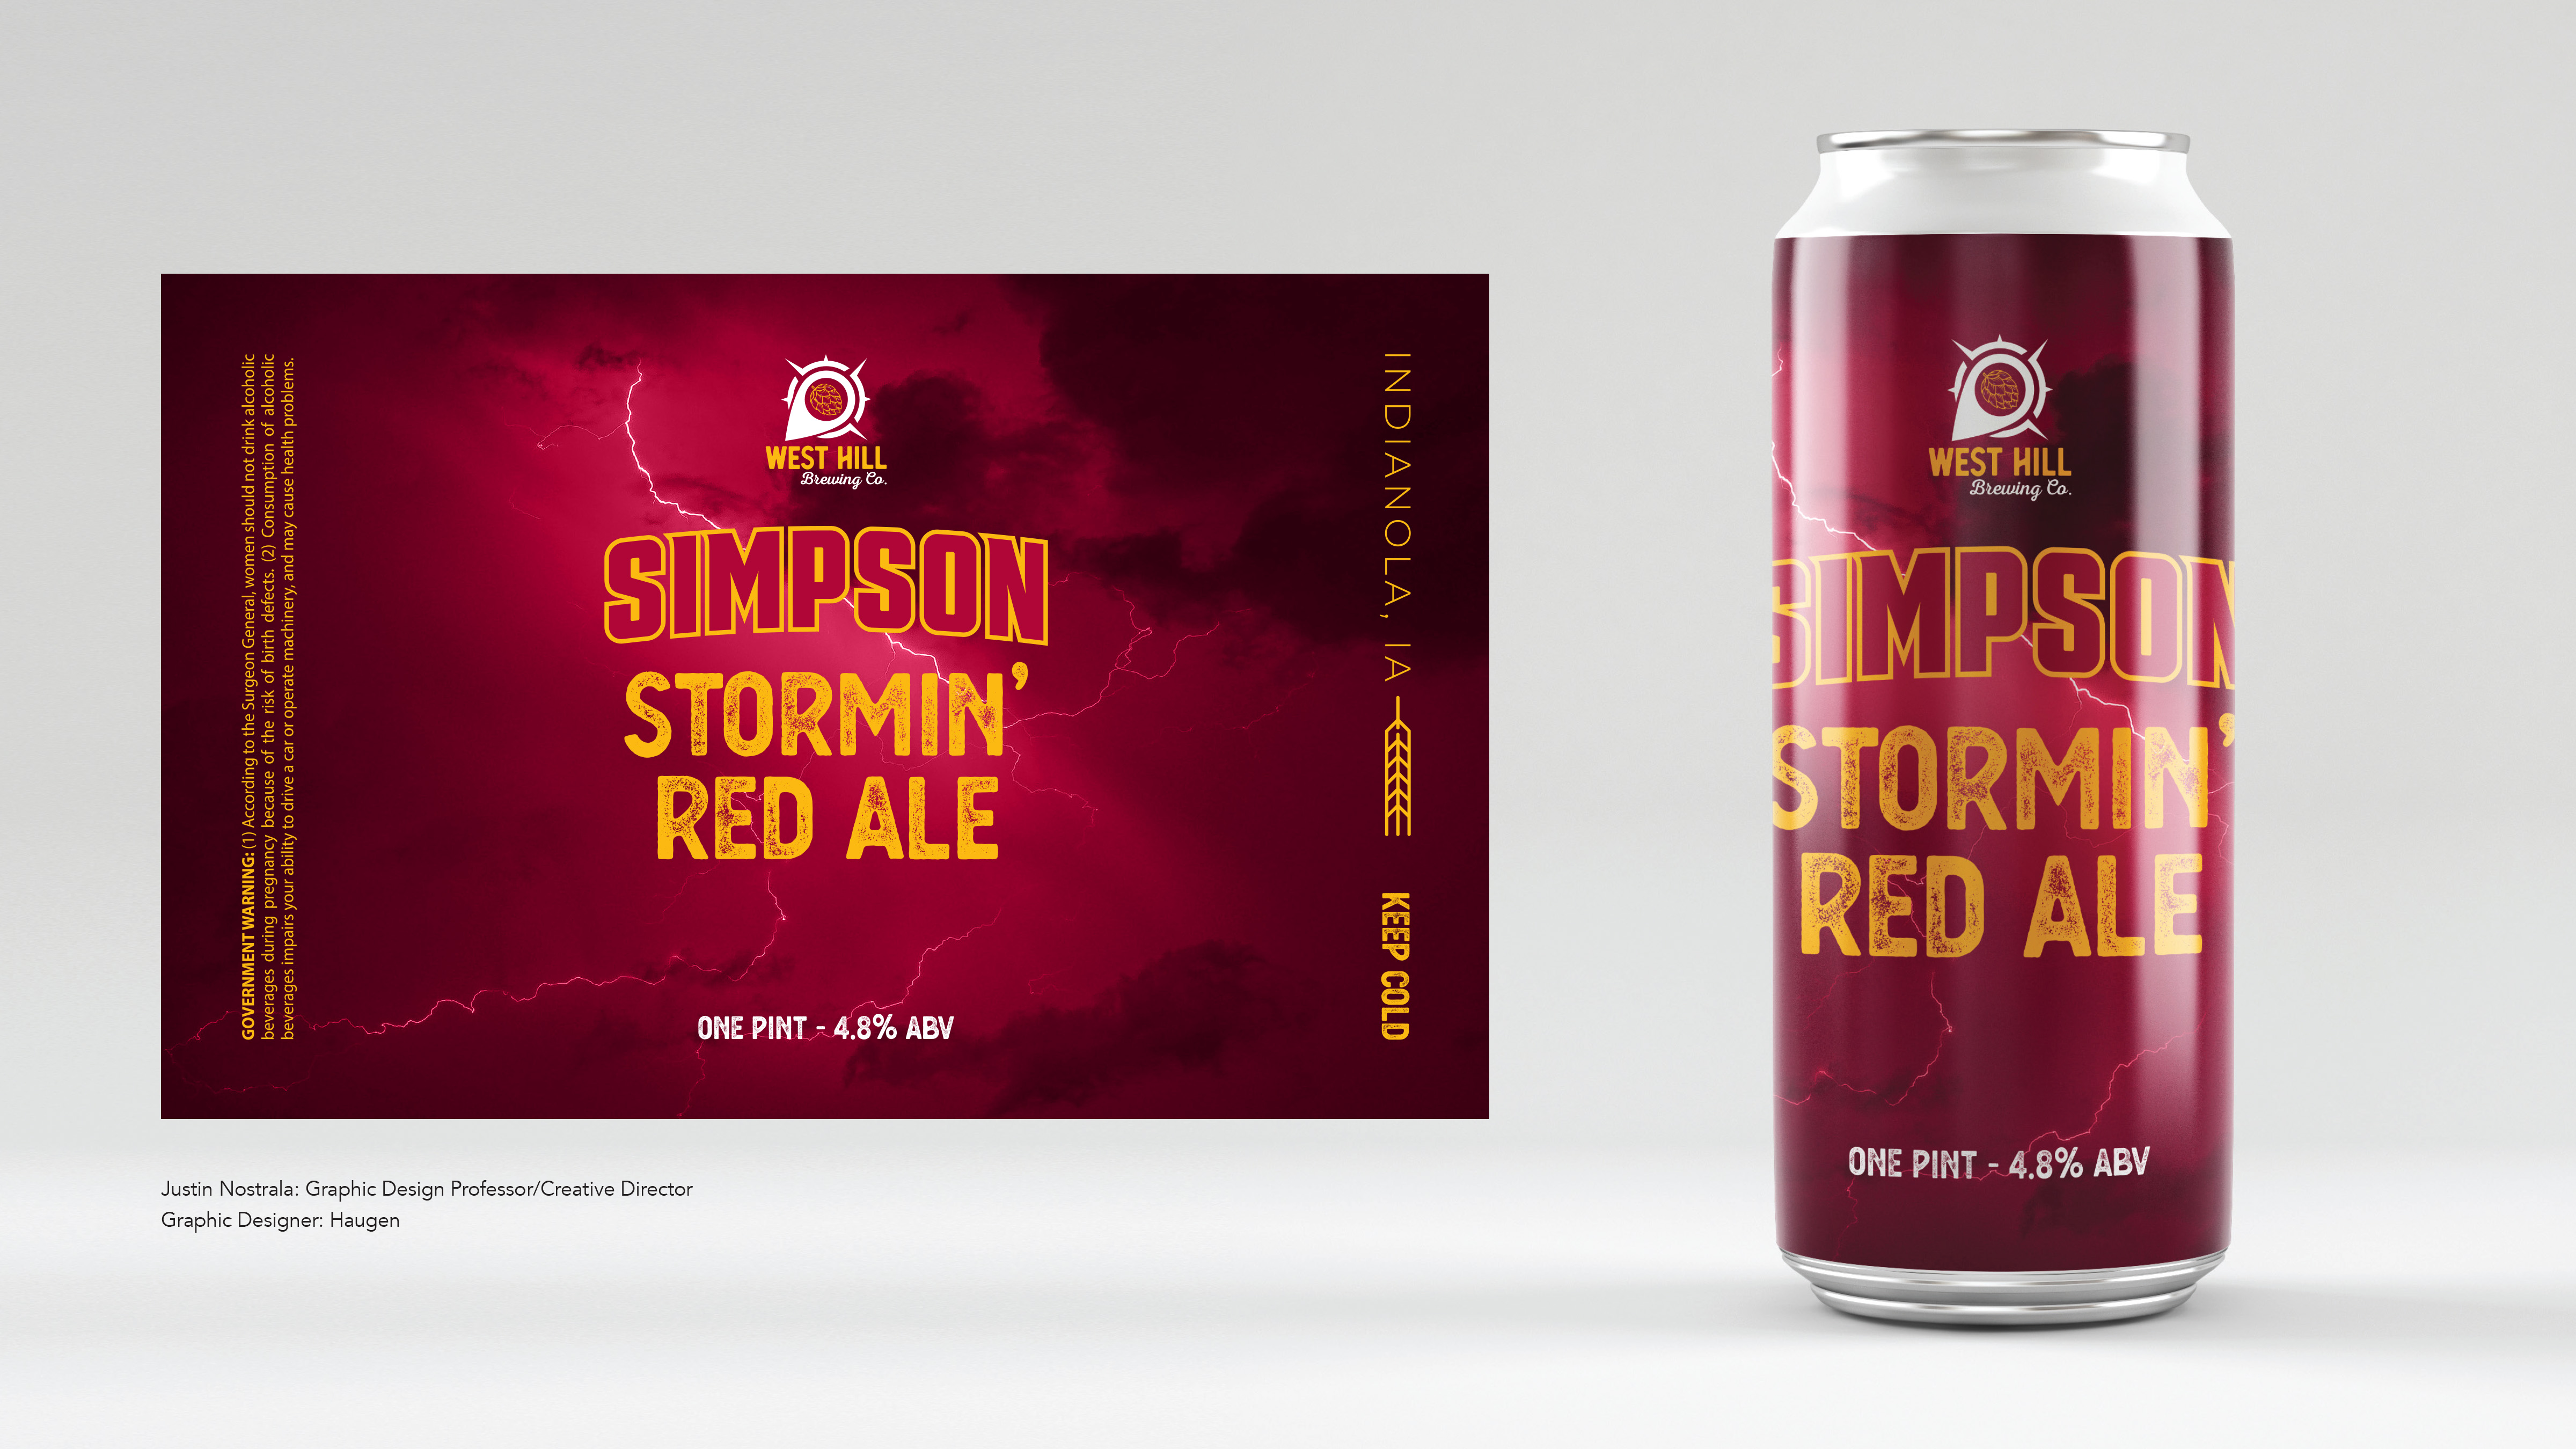 GOVERNMENT WARNING: (1) According to the Surgeon General, women should not drink alcoholic
beverages during pregnancy because of the risk of birth defects. (2) Consumption of alcoholic
beverages impairs your ability to drive a car or operate machinery, and may cause health problems.
WEST HILL
Brewing Co.
SIMPSON
STORMIN'
RED ALE
ONE PINT - 4.8% ABV
INDIANOLA, IA
KEEP COLD
Justin Nostrala: Graphic Design Professor/Creative Director
Graphic Designer: Haugen
WEST HILL
Brewing Co.
SIMPSON
STORMIN'
RED ALE
ONE PINT - 4.8% ABV